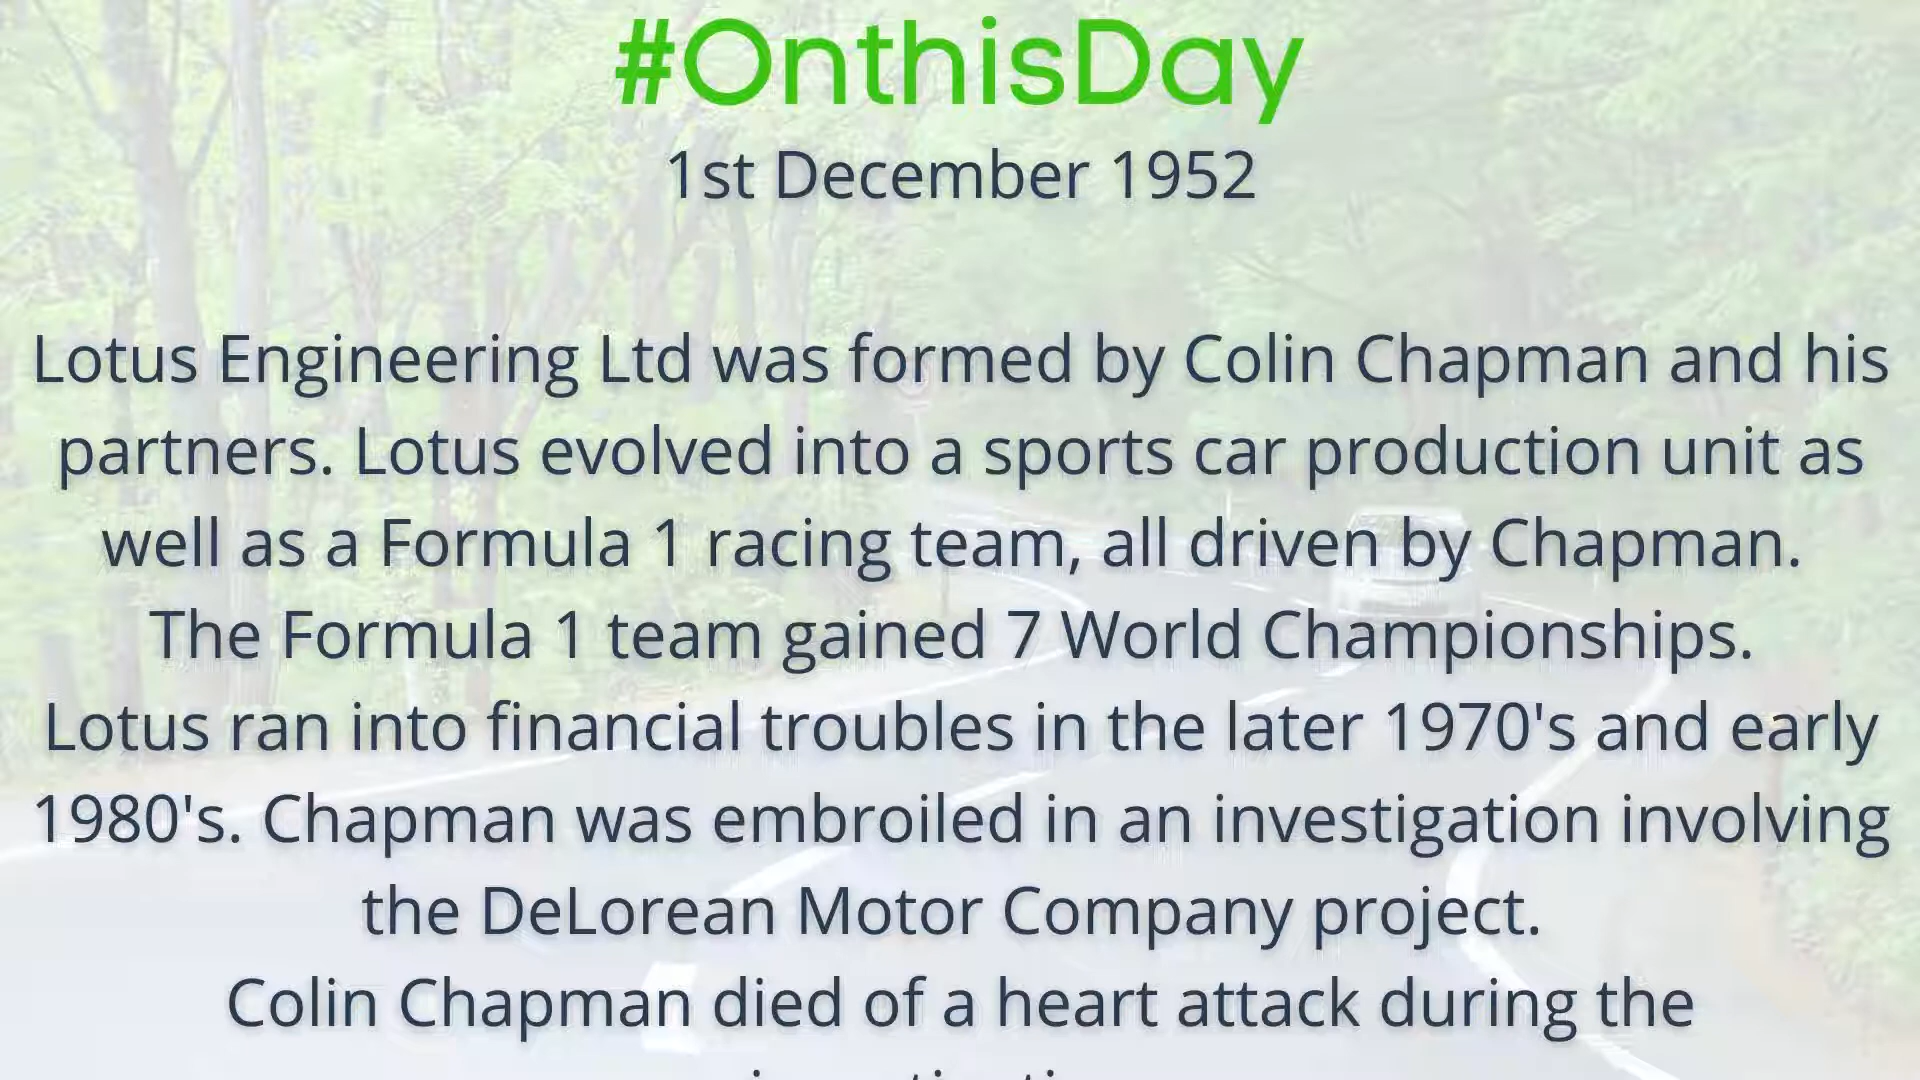 #OnthisDay
1st December 1952
Lotus Engineering Ltd was formed by Colin Chapman and his
partners. Lotus evolved into a sports car production unit as
well as a Formula 1 racing team, all driven by Chapman.
The Formula 1 team gained 7 World Championships.
Lotus ran into financial troubles in the later 1970's and early
1980's. Chapman was embroiled in an investigation involving
the DeLorean Motor Company project.
Colin Chapman died of a heart attack during the